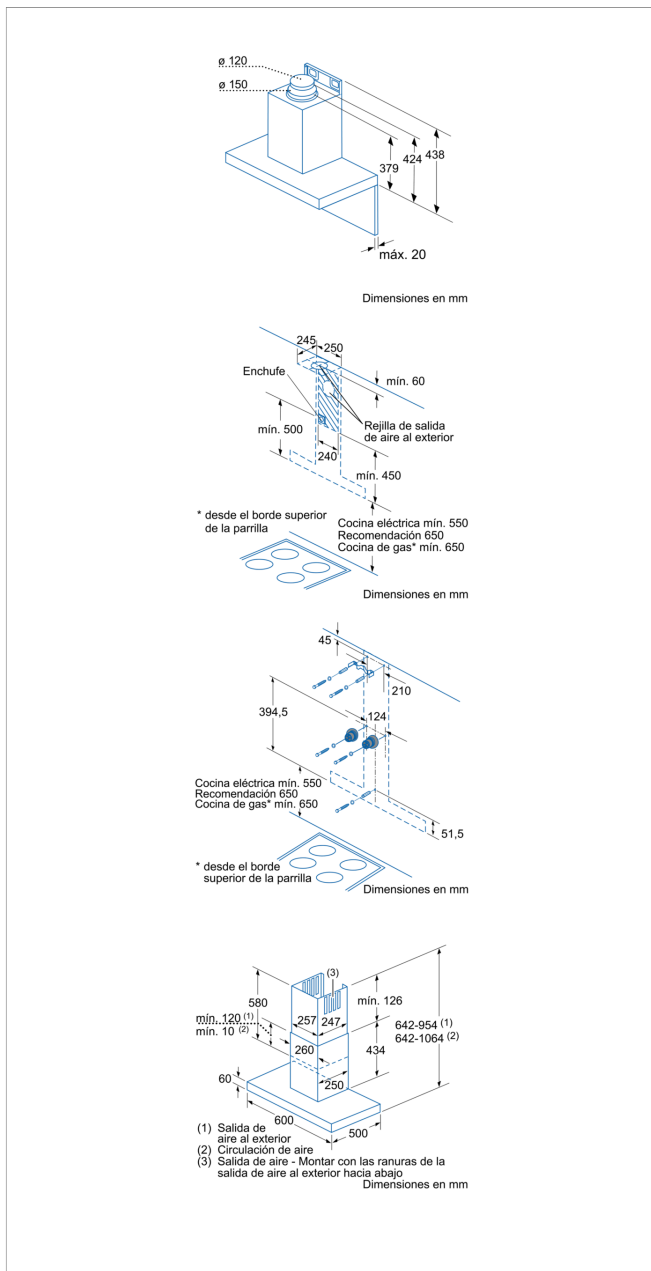 ø 120
ø 150
379
424
438
máx. 20
Dimensiones en mm
245
250
Enchufe
mín. 60
Rejilla de salida
de aire al exterior
mín. 500
240
mín. 450
* desde el borde superior
de la parrilla
Cocina eléctrica mín. 550
Recomendación 650
Cocina de gas* mín. 650
Dimensiones en mm
45
210
394,5
124
Cocina eléctrica mín. 550
Recomendación 650
Cocina de gas* mín. 650
51,5
* desde el borde
superior de la parrilla
Dimensiones en mm
(3)
580
mín. 126
mín. 120 (1)
mín. 10 (2)
257
247
642-954 (1)
642-1064 (2)
260
434
250
60
600
500
(1) Salida de
aire al exterior
(2) Circulación de aire
(3) Salida de aire - Montar con las ranuras de la
salida de aire al exterior hacia abajo
Dimensiones en mm